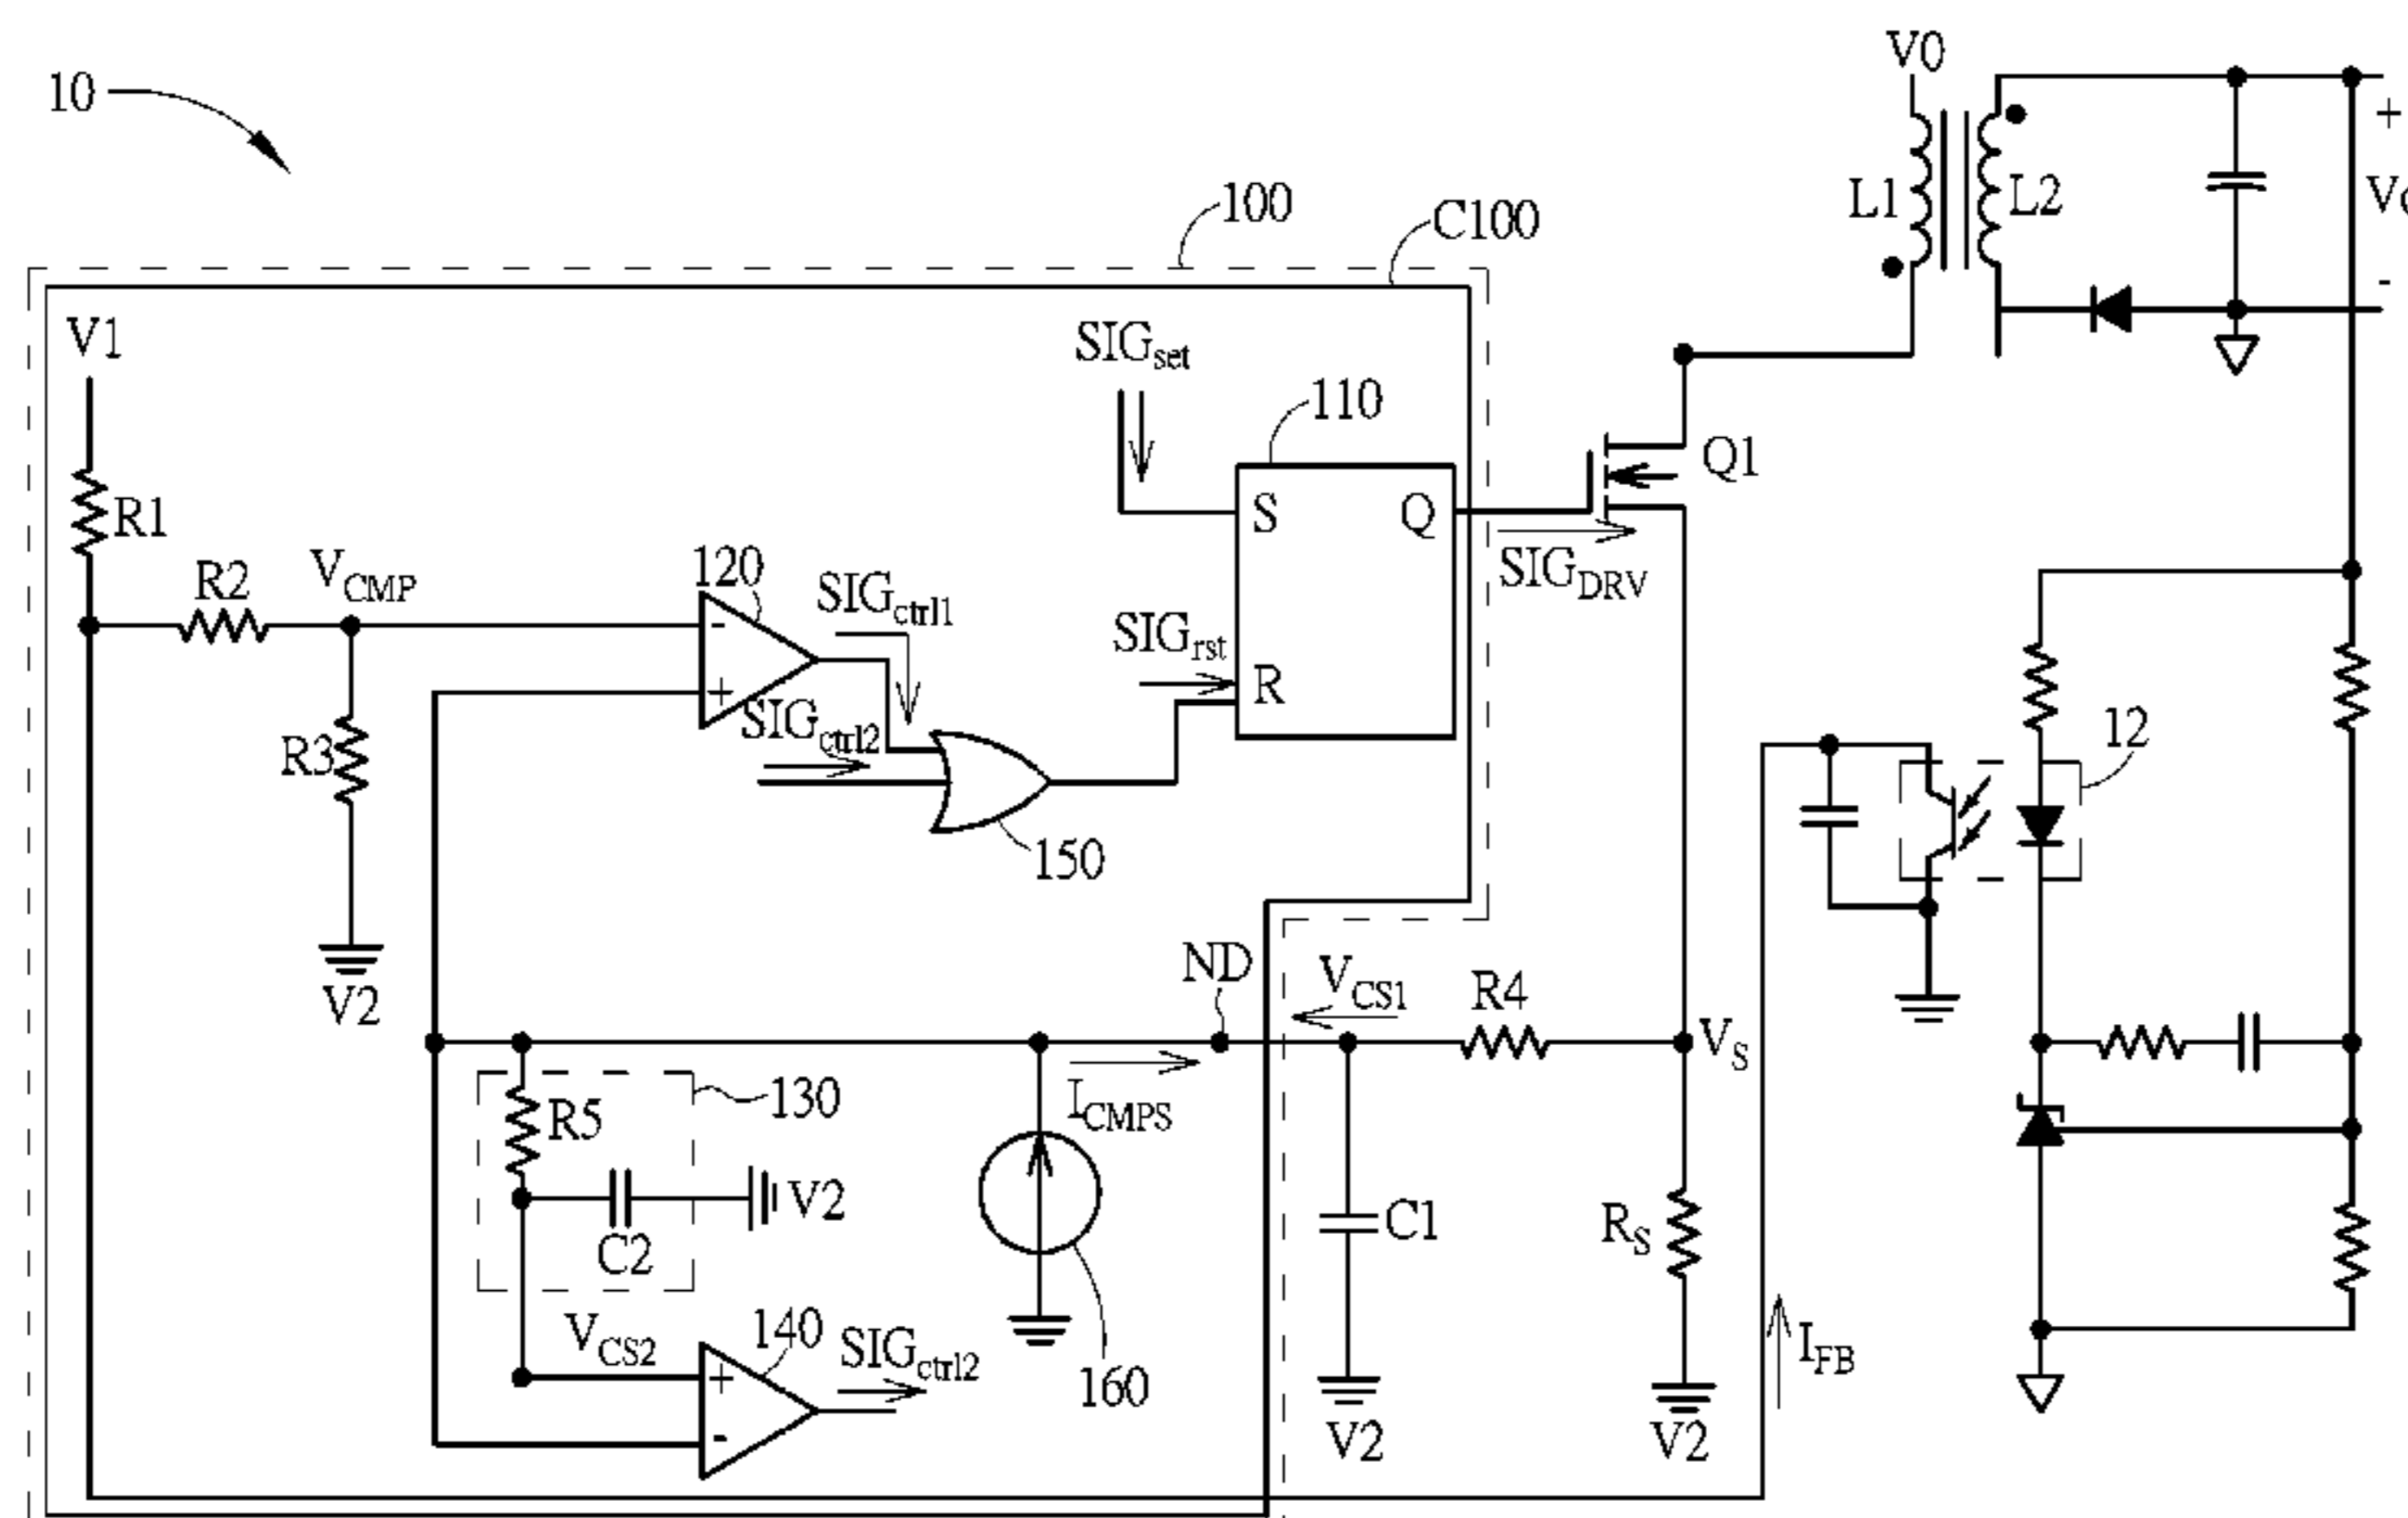 10
V0
+
L1
L2
-
100
C100
V1
SIGset
110
R1
S
Q
Q1
SIGDRV
R2
VCMP
120
-
+
SIGctrl1
SIGrst
R
SIGctrl2
R3
150
12
V2
ND
VCS1
R4
VS
ICMPS
130
R5
V2
C2
C1
RS
VCS2
140
+
-
SIGctrl2
160
V2
V2
IFB